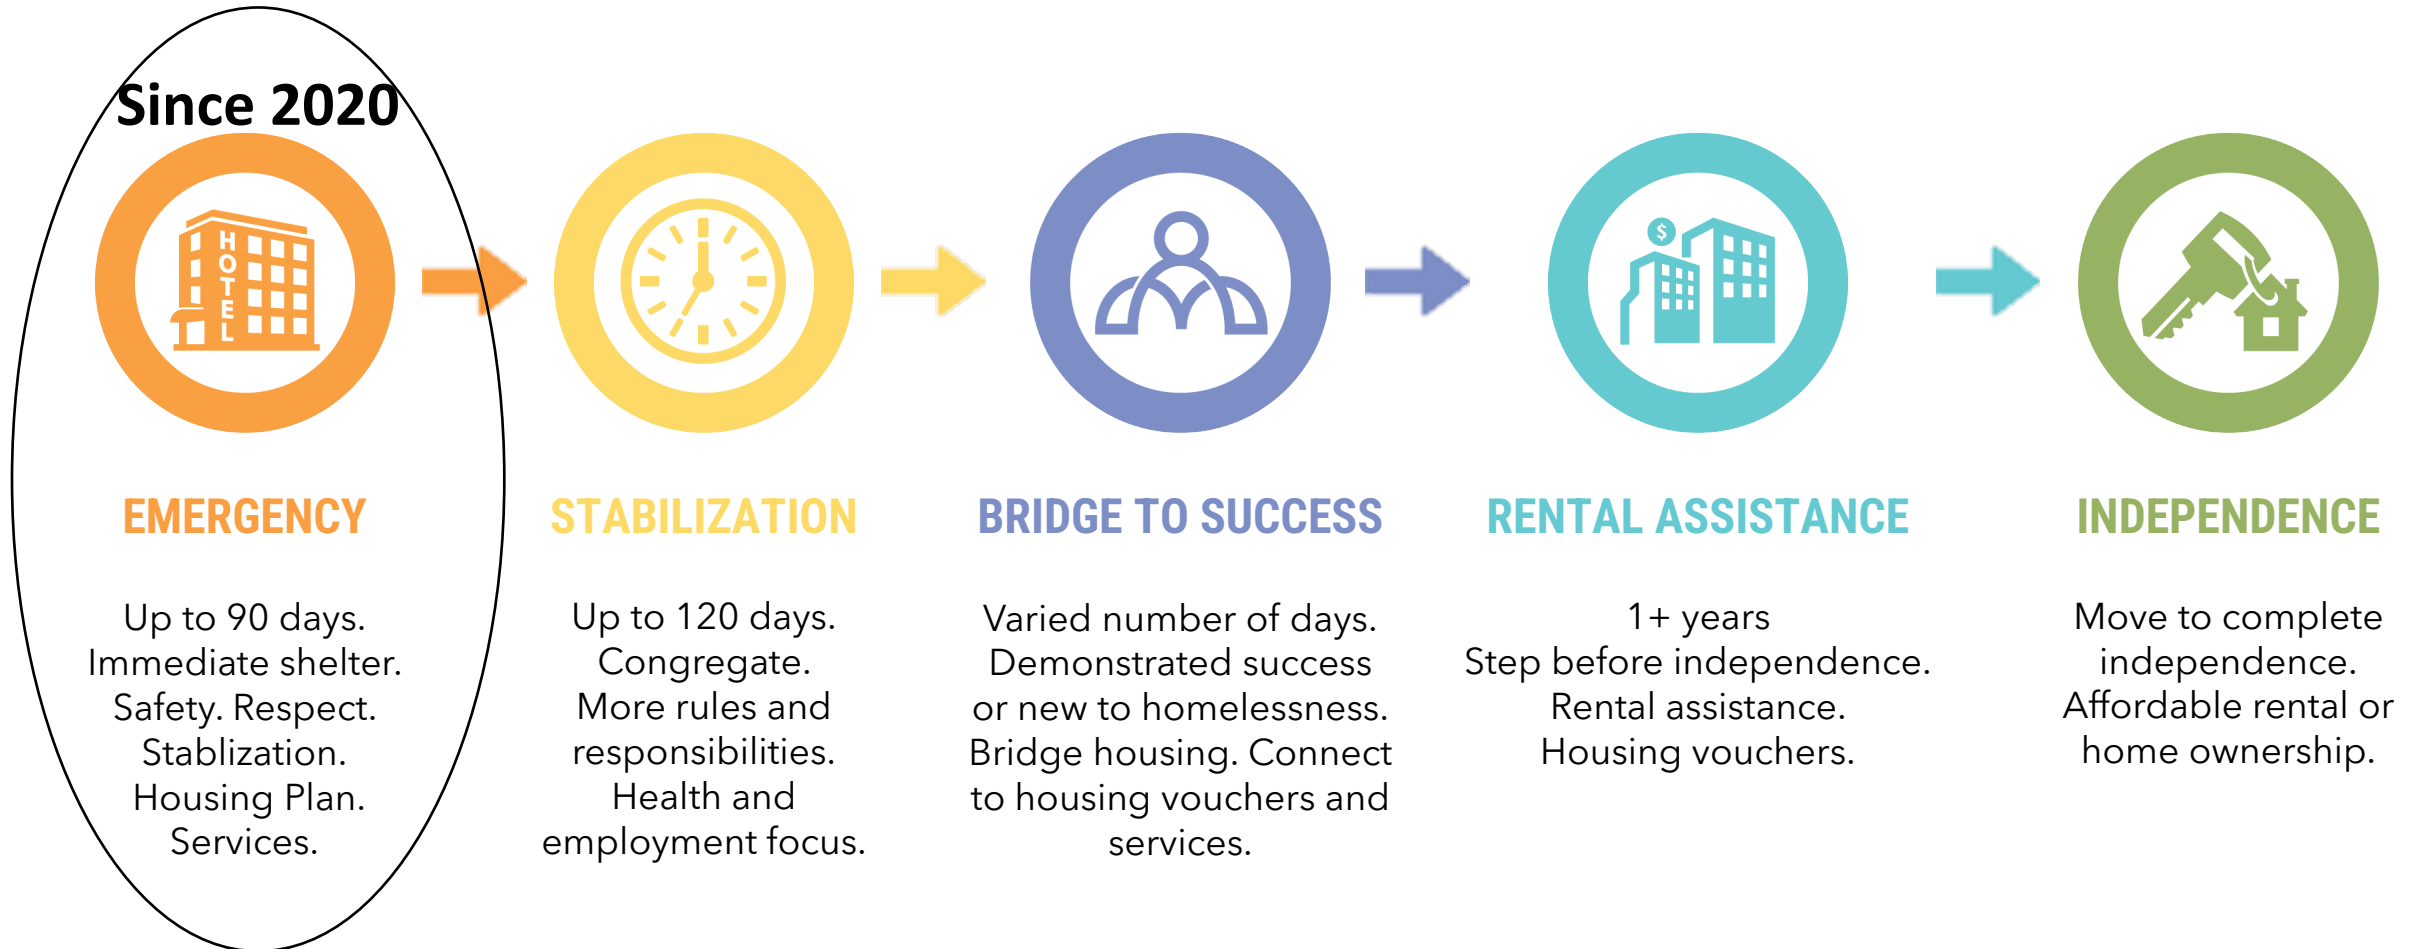 Since 2020
HOTEL
$
EMERGENCY
Up to 90 days.
Immediate shelter.
Safety. Respect.
Stablization.
Housing Plan.
Services.
STABILIZATION
Up to 120 days.
Congregate.
More rules and
responsibilities.
Health and
employment focus.
BRIDGE TO SUCCESS
Varied number of days.
Demonstrated success
or new to homelessness.
Bridge housing. Connect
to housing vouchers and
services.
RENTAL ASSISTANCE
1+ years
Step before independence.
Rental assistance.
Housing vouchers.
INDEPENDENCE
Move to complete
independence.
Affordable rental or
home ownership.